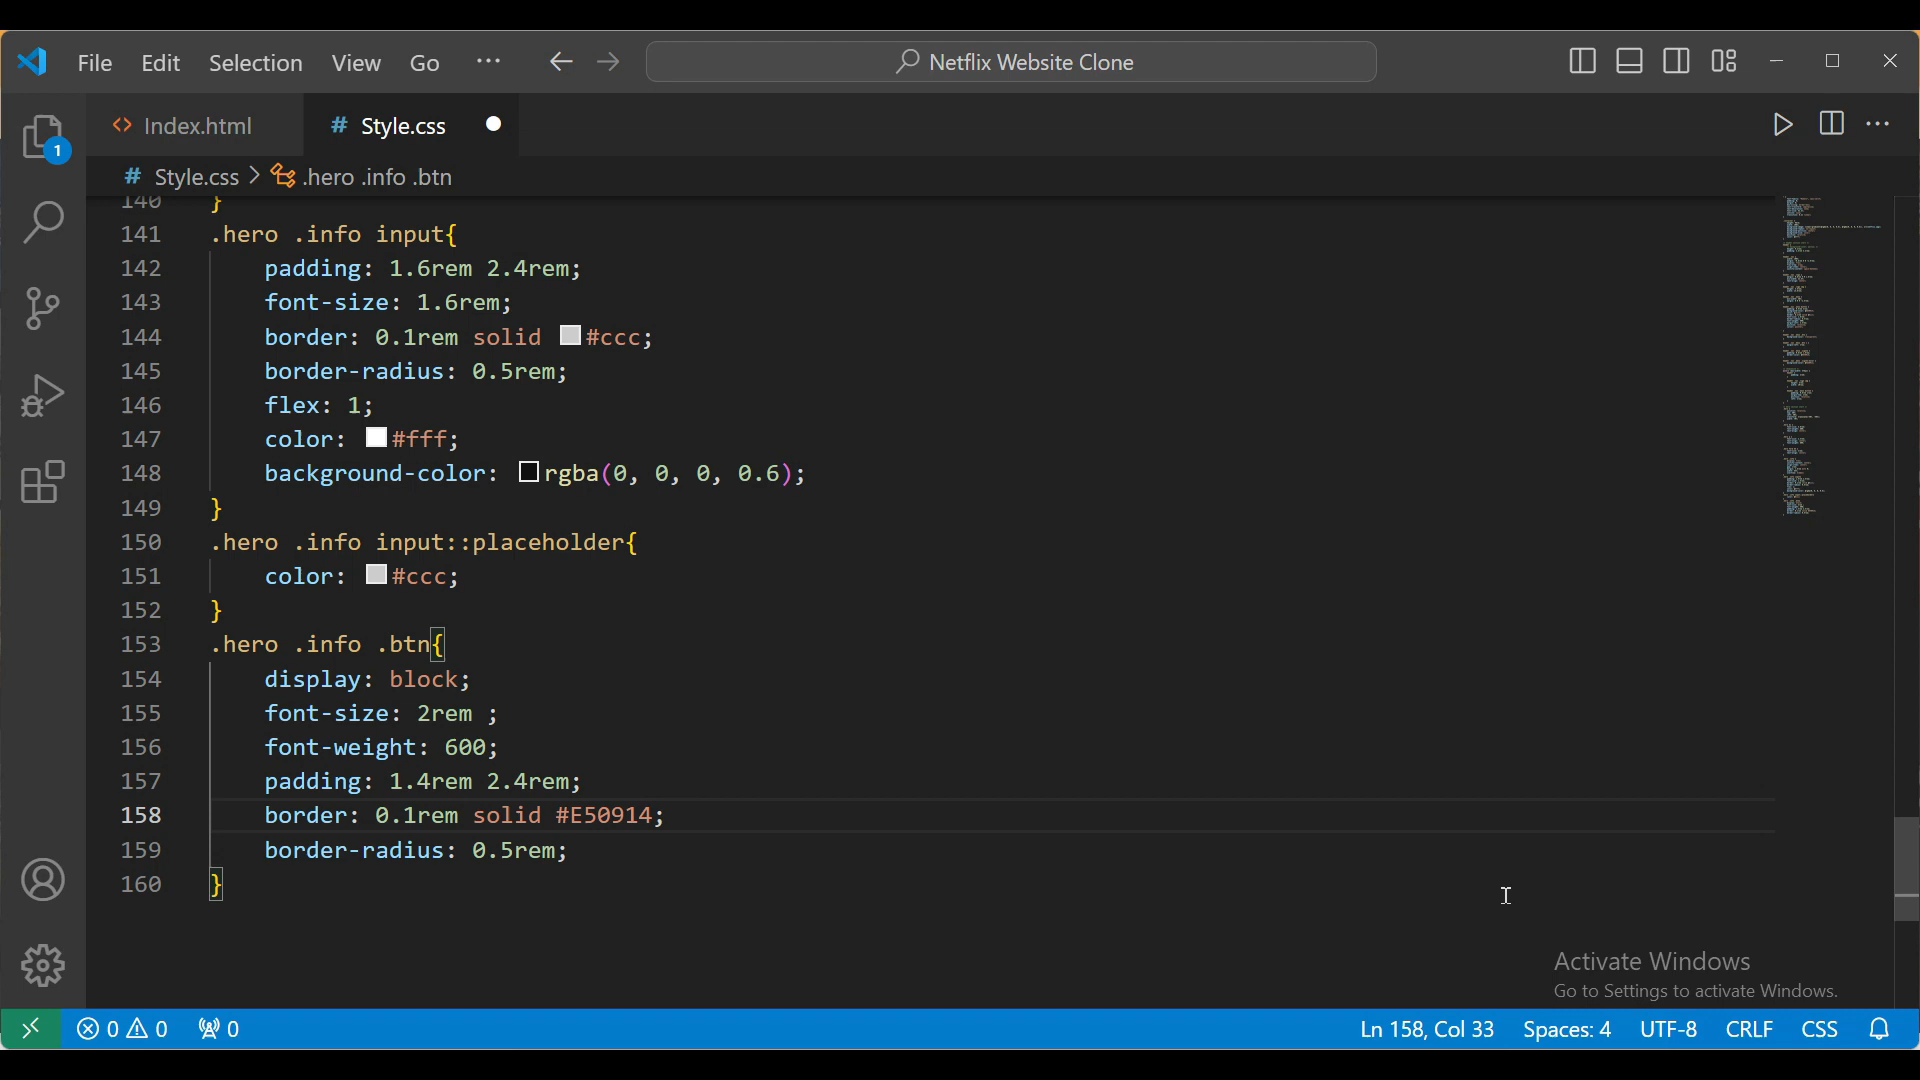 File Edit Selection View Go ··· Netflix Website Clone
1
Index.html # Style.css
# Style.css > .hero .info .btn
140 }
141 .hero .info input{
142 padding: 1.6rem 2.4rem;
143 font-size: 1.6rem;
144 border: 0.1rem solid #ccc;
145 border-radius: 0.5rem;
146 flex: 1;
147 color: #fff;
148 background-color: rgba(0, 0, 0, 0.6);
149 }
150 .hero .info input::placeholder{
151 color: #ccc;
152 }
153 .hero .info .btn{
154 display: block;
155 font-size: 2rem ;
156 font-weight: 600;
157 padding: 1.4rem 2.4rem;
158 border: 0.1rem solid #E50914;
159 border-radius: 0.5rem;
160 }
Activate Windows
Go to Settings to activate Windows.
0 0 0 Ln 158, Col 33 Spaces: 4 UTF-8 CRLF CSS